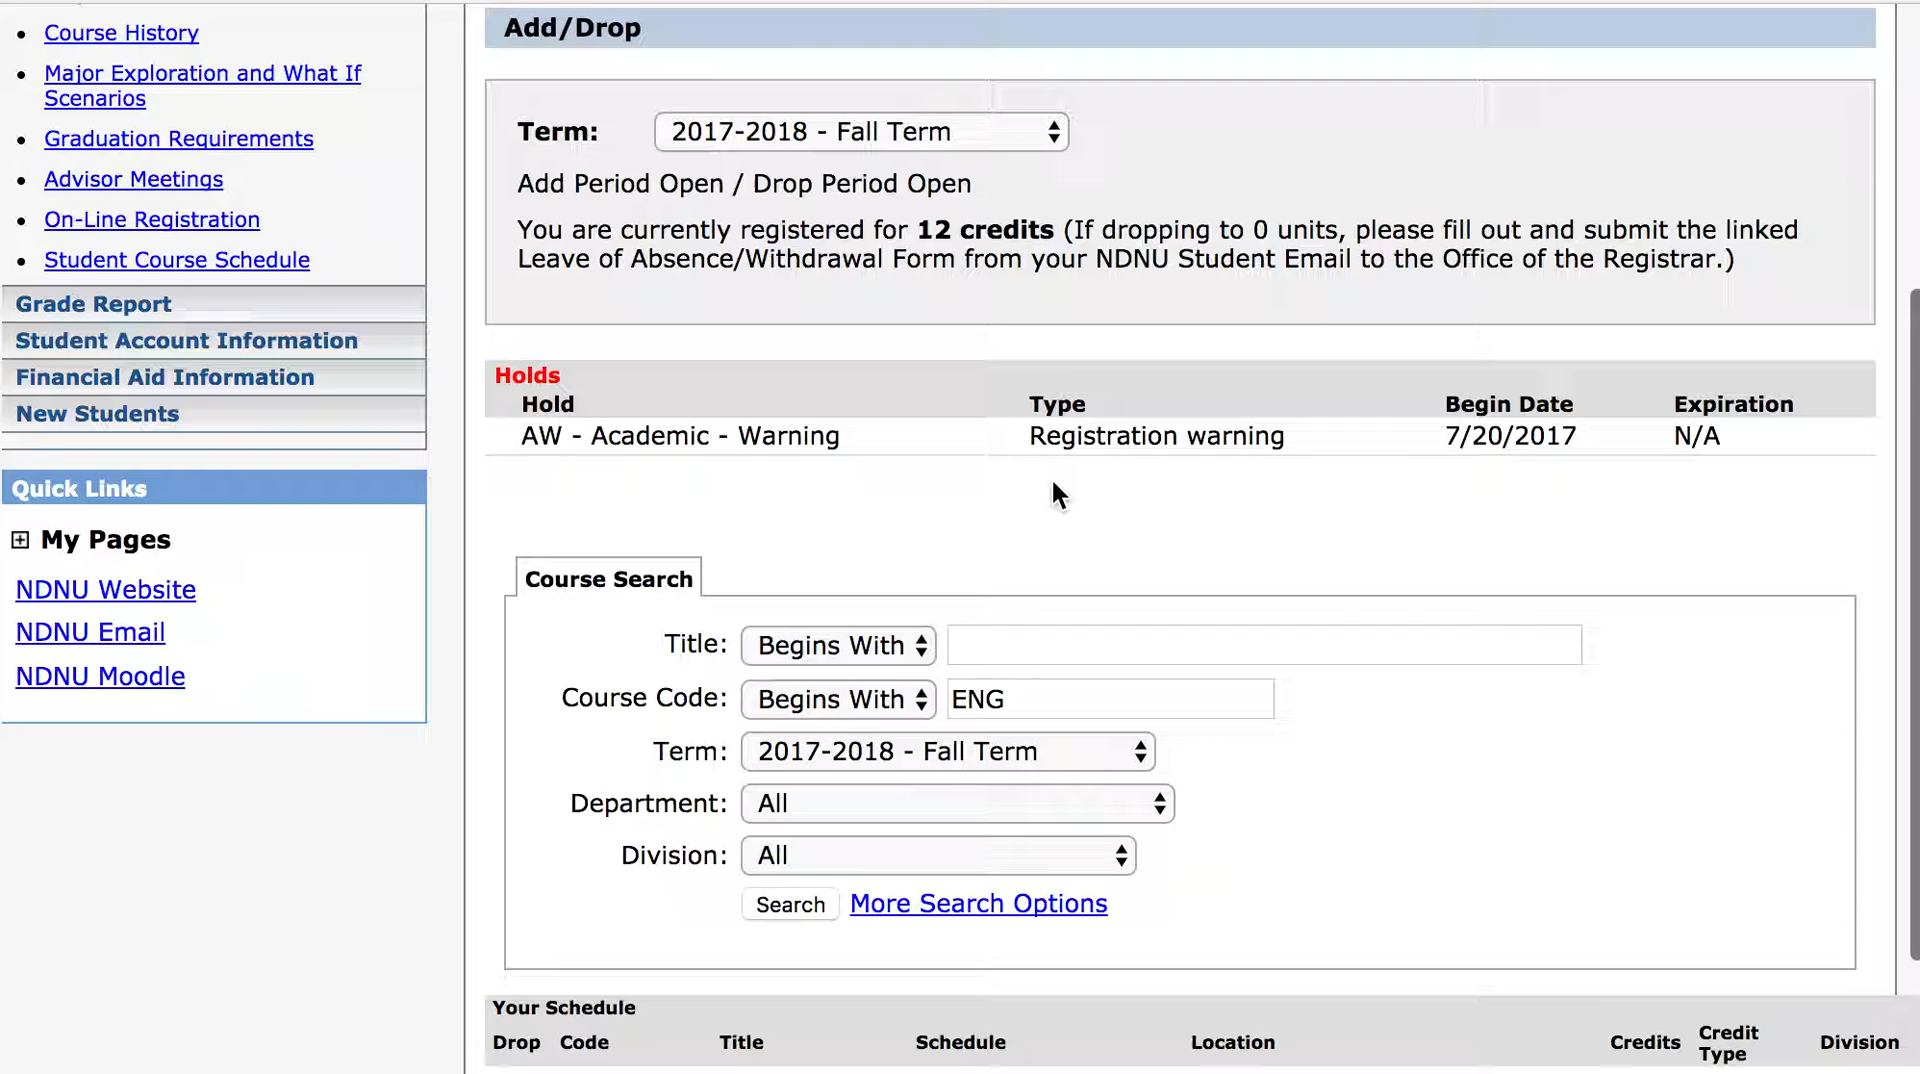 Course History
Major Exploration and What If
Scenarios
Graduation Requirements
Advisor Meetings
On-Line Registration
Student Course Schedule
Grade Report
Student Account Information
Financial Aid Information
New Students
Quick Links
My Pages
NDNU Website
NDNU Email
NDNU Moodle
Add/Drop
Term: 2017-2018 - Fall Term
Add Period Open / Drop Period Open
You are currently registered for 12 credits (If dropping to 0 units, please fill out and submit the linked
Leave of Absence/Withdrawal Form from your NDNU Student Email to the Office of the Registrar.)
Holds
Hold Type Begin Date Expiration
AW - Academic - Warning Registration warning 7/20/2017 N/A
Course Search
Title: Begins With
Course Code: Begins With ENG
Term: 2017-2018 - Fall Term
Department: All
Division: All
Search More Search Options
Your Schedule
Drop Code Title Schedule Location Credits Credit Type Division